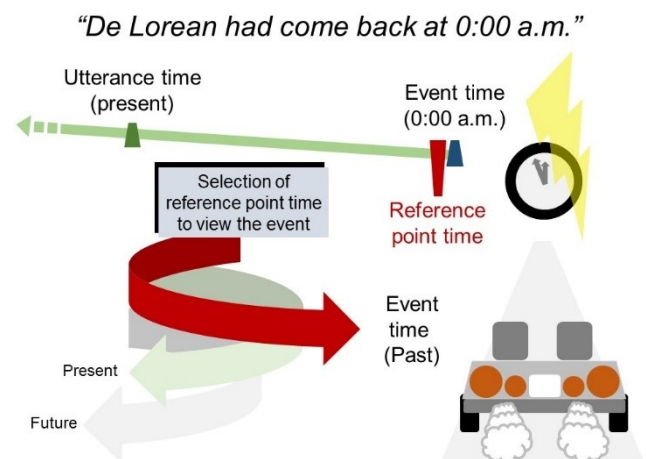 “De Lorean had come back at 0:00 a.m.”
Utterance time
(present)
Event time
(0:00 a.m.)
Selection of
reference point time
to view the event
Reference
point time
Event
time
(Past)
Present
Future